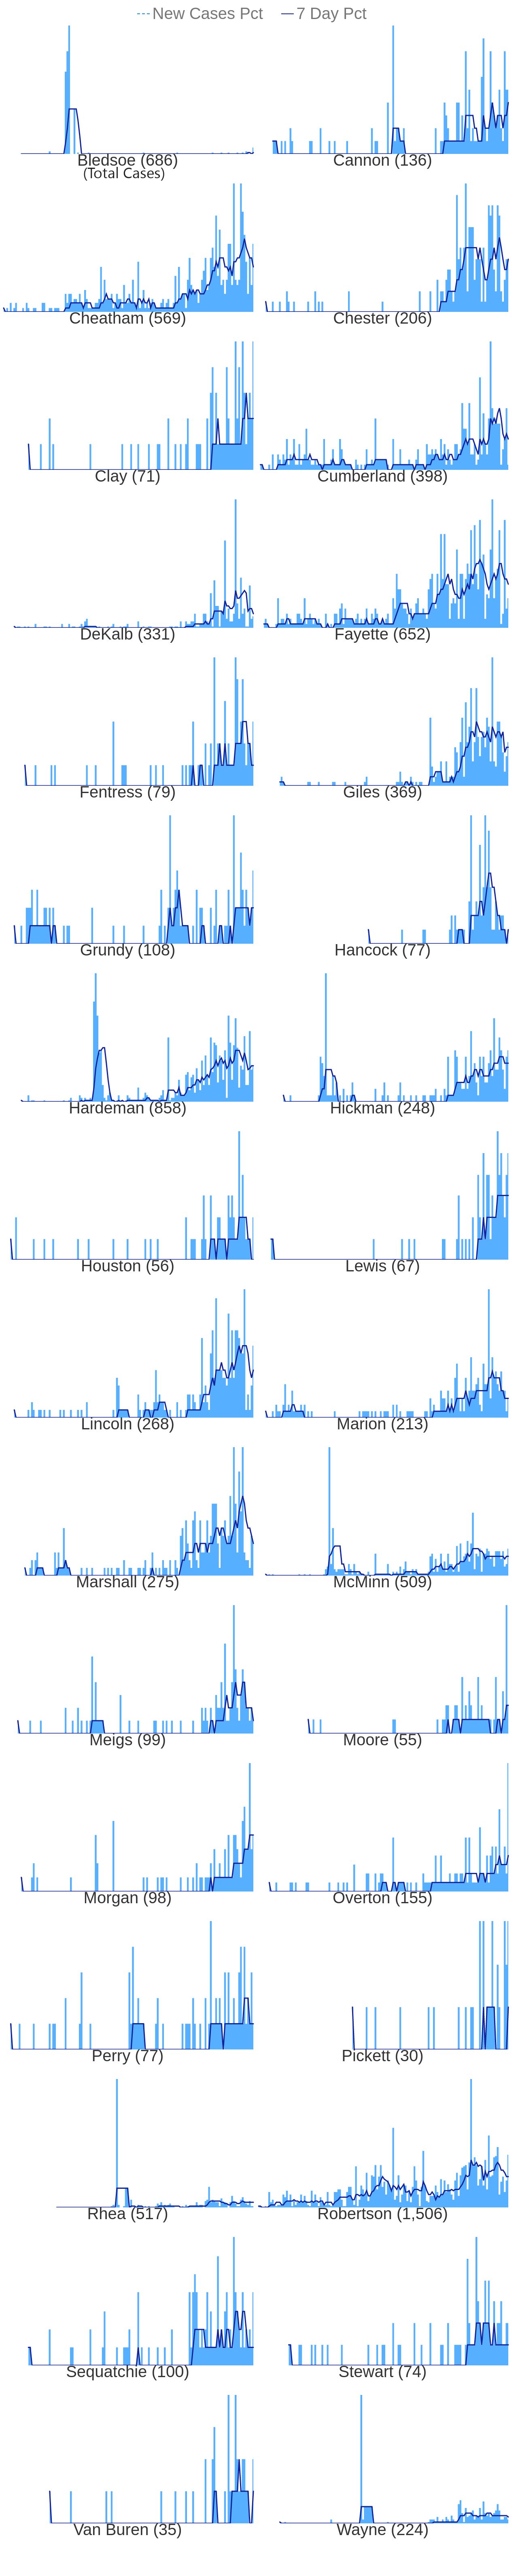 New Cases Pct 7 Day Pct
Bledsoe (686) Cannon (136)
(Total Cases)
Cheatham (569) Chester (206)
Clay (71) Cumberland (398)
DeKalb (331) Fayette (652)
Fentress (79) Giles (369)
Grundy (108) Hancock (77)
Hardeman (858) Hickman (248)
Houston (56) Lewis (67)
Lincoln (268) Marion (213)
Marshall (275) McMinn (509)
Meigs (99) Moore (55)
Morgan (98) Overton (155)
Perry (77) Pickett (30)
Rhea (517) Robertson (1,506)
Sequatchie (100) Stewart (74)
Van Buren (35) Wayne (224)